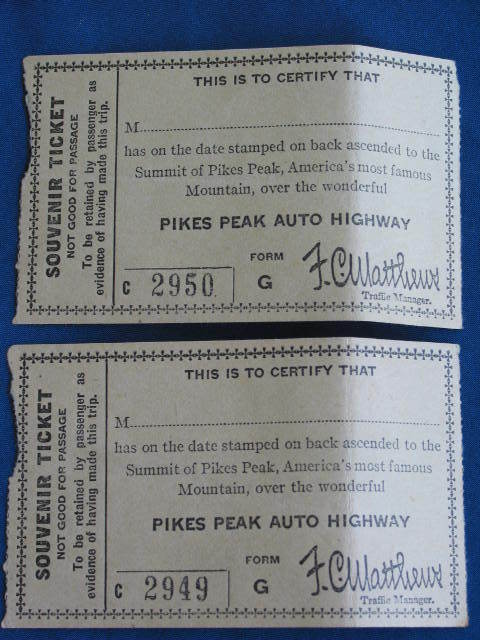 SOUVENIR TICKET
NOT GOOD FOR PASSAGE
To be retained by passenger as
evidence of having made this trip.
THIS IS TO CERTIFY THAT
M
has on the date stamped on back ascended to the
Summit of Pikes Peak, America's most famous
Mountain, over the wonderful
PIKES PEAK AUTO HIGHWAY
C 2950
FORM
G
F.C. Matthews
Traffic Manager.
SOUVENIR TICKET
NOT GOOD FOR PASSAGE
To be retained by passenger as
evidence of having made this trip.
THIS IS TO CERTIFY THAT
M
has on the date stamped on back ascended to the
Summit of Pikes Peak, America's most famous
Mountain, over the wonderful
PIKES PEAK AUTO HIGHWAY
C 2949
FORM
G
F.C. Matthews
Traffic Manager.